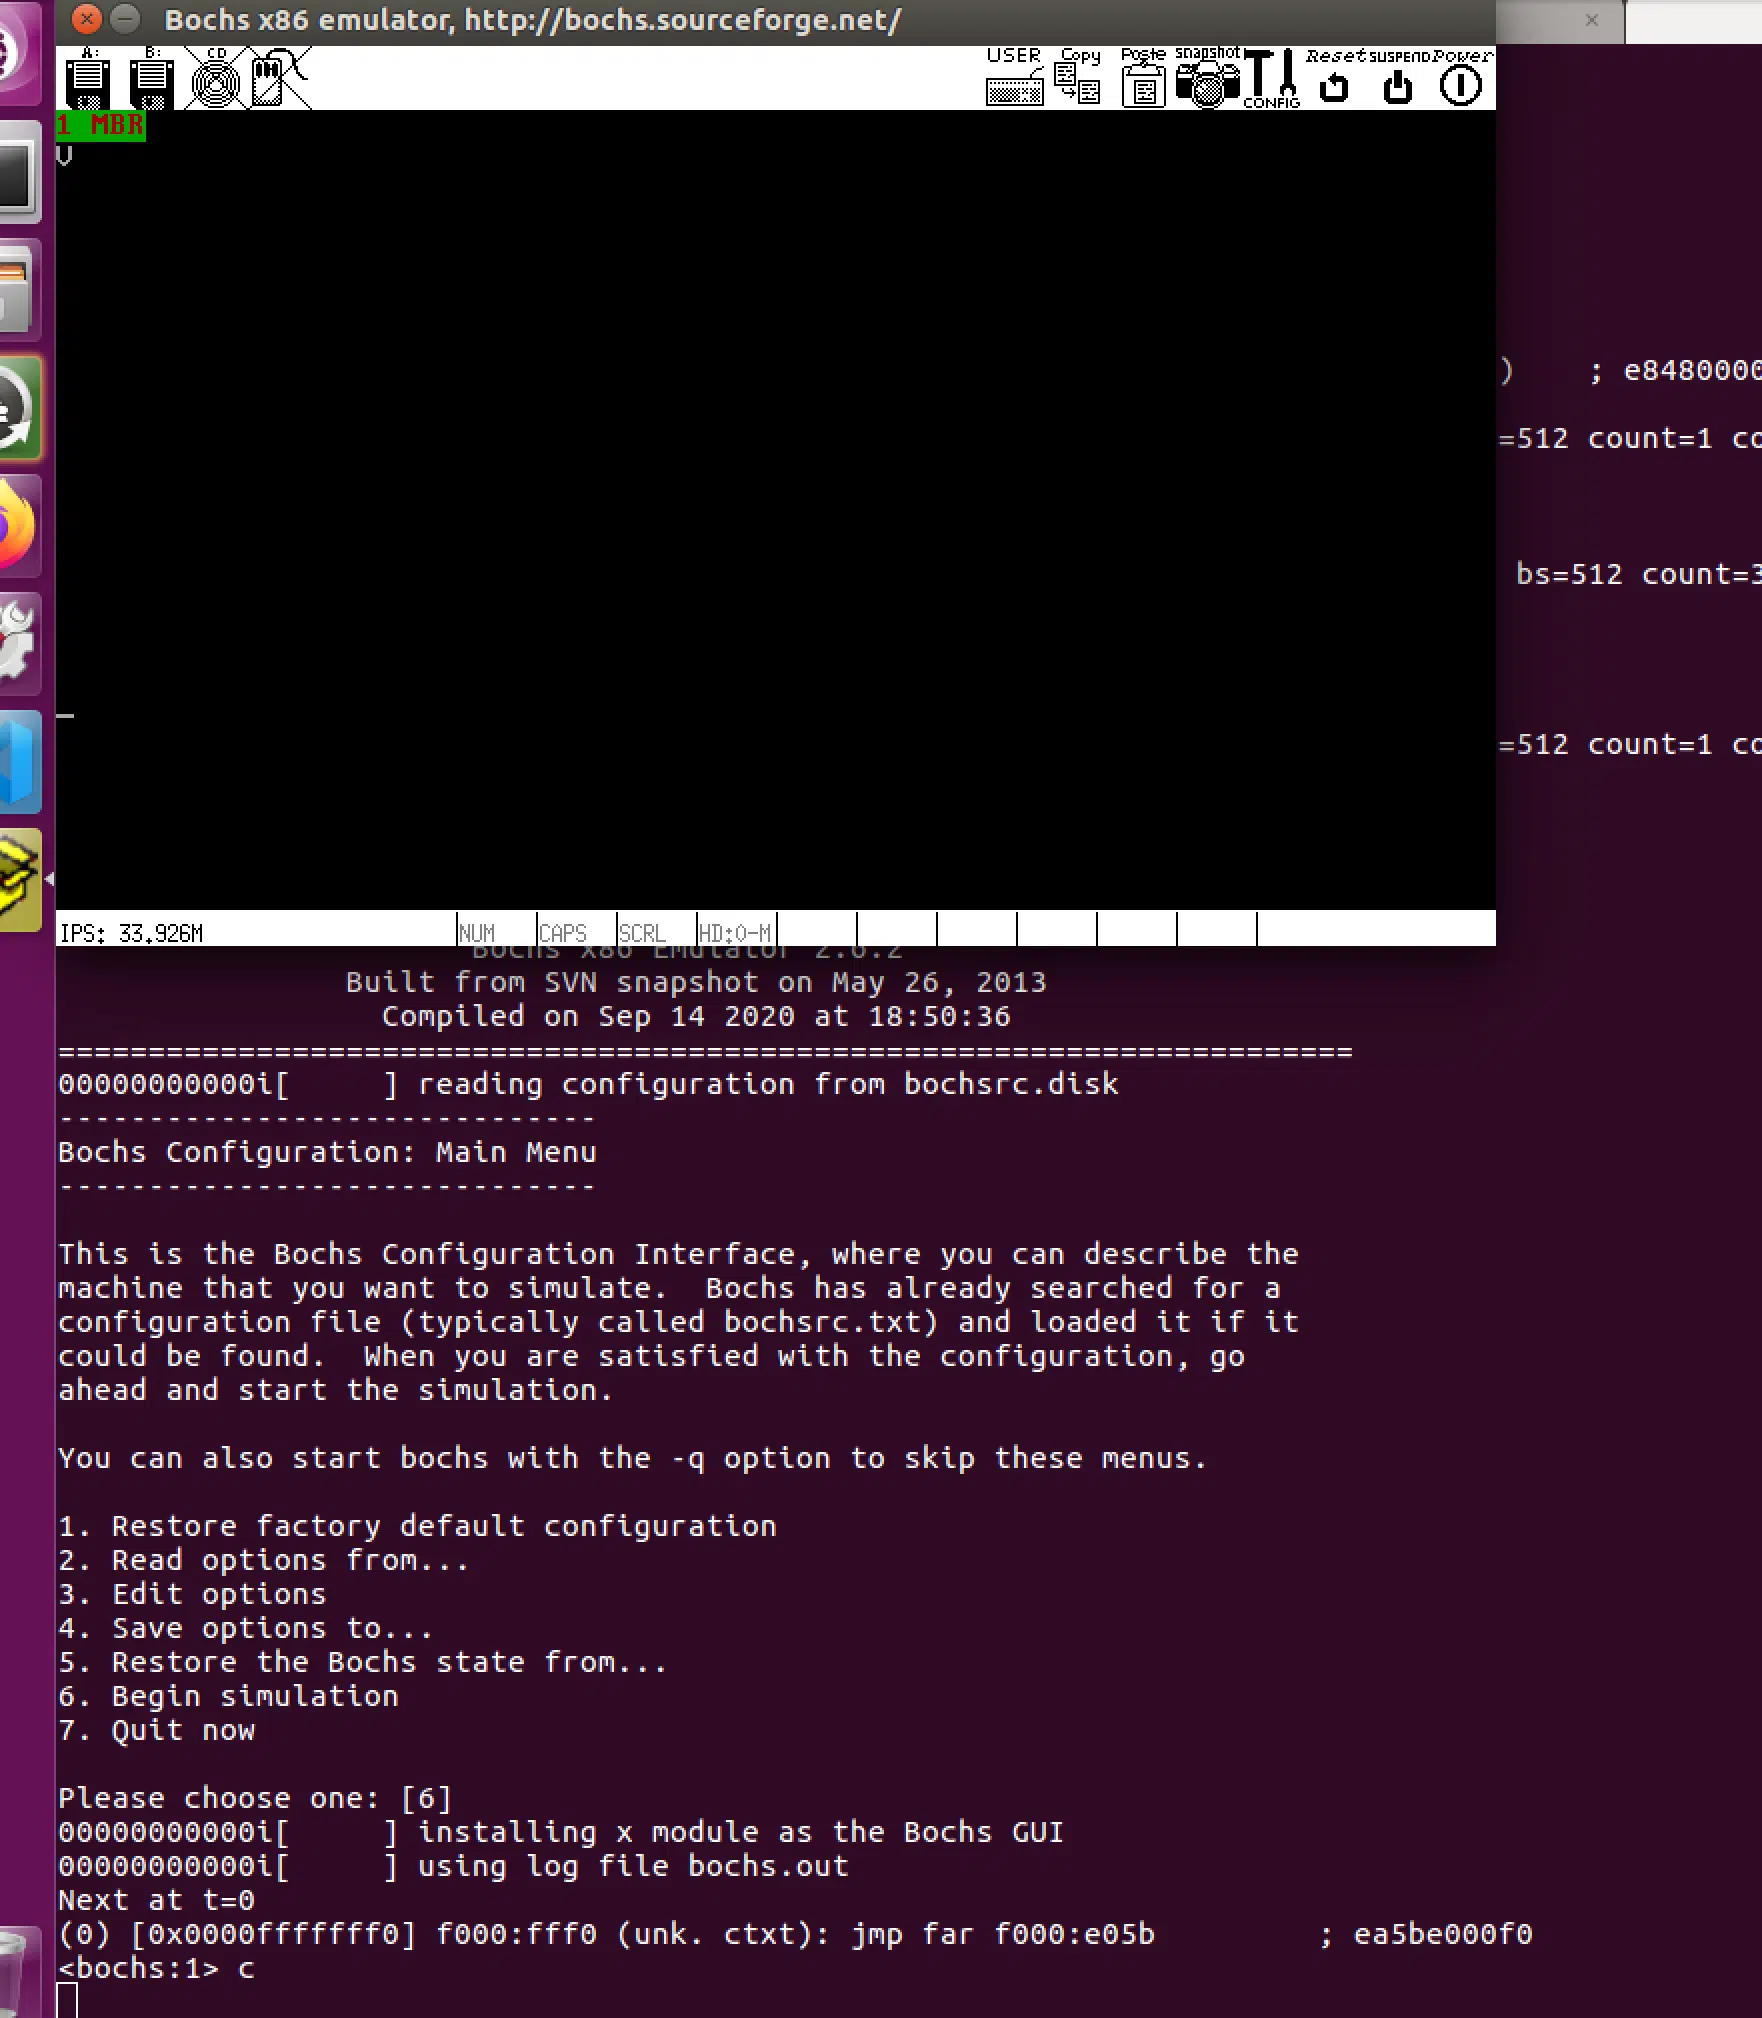 Bochs x86 emulator, http://bochs.sourceforge.net/
A: B: CD USER Copy Paste snapshot CONFIG Reset SUSPEND Power
1 MBR
U
) ; e8480000
=512 count=1 co
bs=512 count=3
=512 count=1 co
IPS: 33.926M NUM CAPS SCRL HD:0-M
Bochs x86 Emulator 2.6.2
Built from SVN snapshot on May 26, 2013
Compiled on Sep 14 2020 at 18:50:36
========================================================================
00000000000i[     ] reading configuration from bochsrc.disk
------------------------------
Bochs Configuration: Main Menu
------------------------------
This is the Bochs Configuration Interface, where you can describe the
machine that you want to simulate.  Bochs has already searched for a
configuration file (typically called bochsrc.txt) and loaded it if it
could be found.  When you are satisfied with the configuration, go
ahead and start the simulation.
You can also start bochs with the -q option to skip these menus.
1. Restore factory default configuration
2. Read options from...
3. Edit options
4. Save options to...
5. Restore the Bochs state from...
6. Begin simulation
7. Quit now
Please choose one: [6]
00000000000i[     ] installing x module as the Bochs GUI
00000000000i[     ] using log file bochs.out
Next at t=0
(0) [0x0000fffffff0] f000:fff0 (unk. ctxt): jmp far f000:e05b         ; ea5be000f0
<bochs:1> c